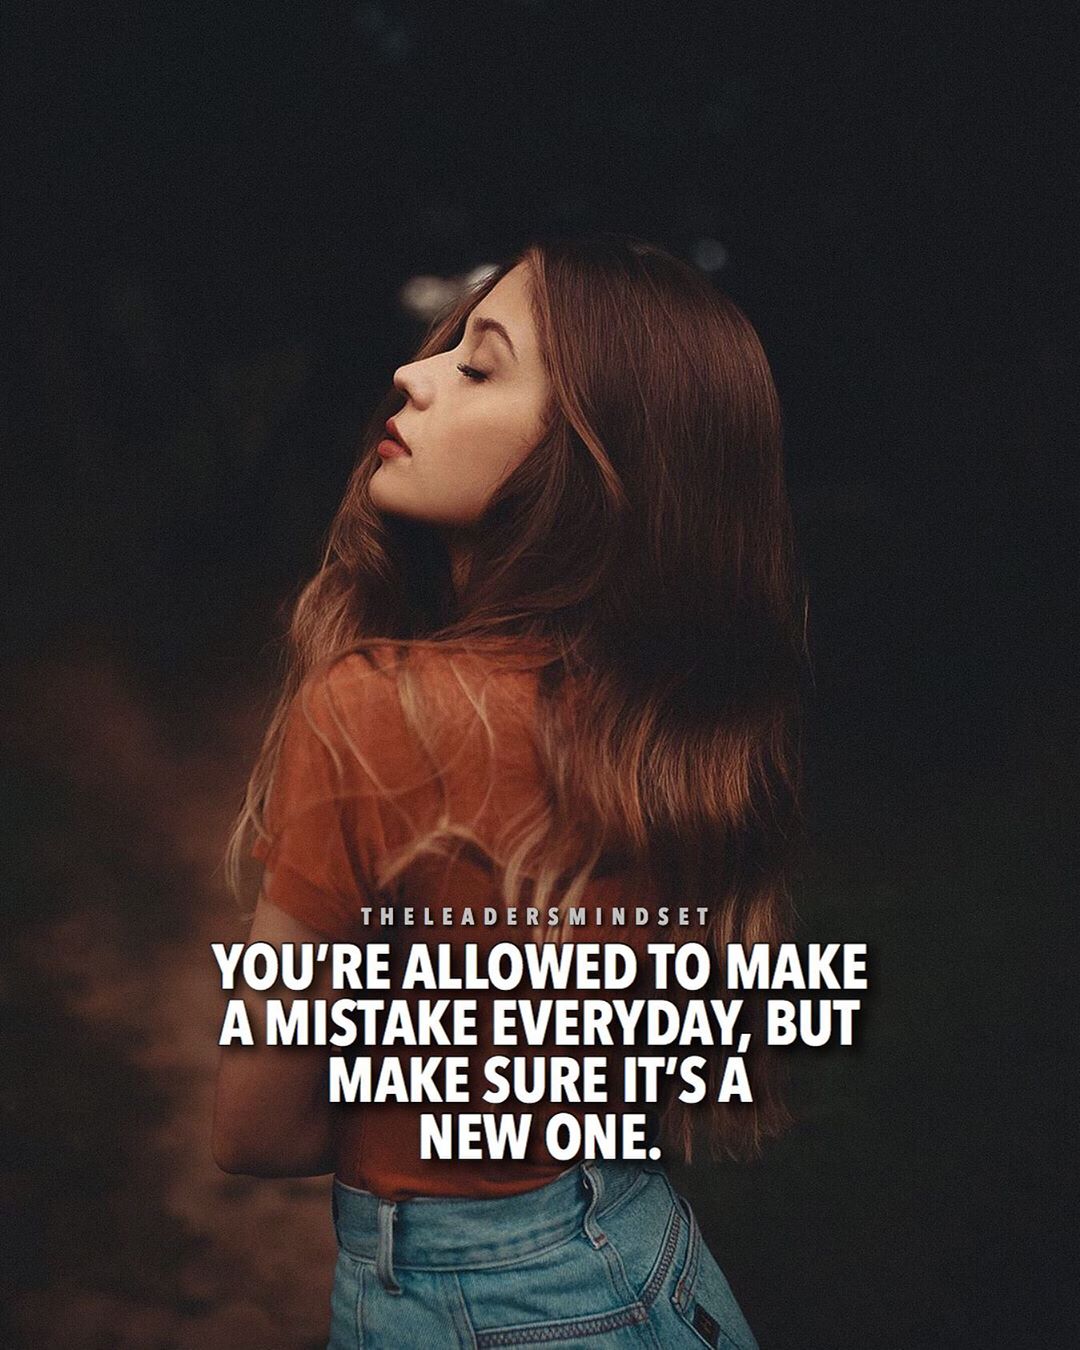 THELEADERSMINDSET
YOU'RE ALLOWED TO MAKE
A MISTAKE EVERYDAY, BUT
MAKE SURE IT'S A
NEW ONE.